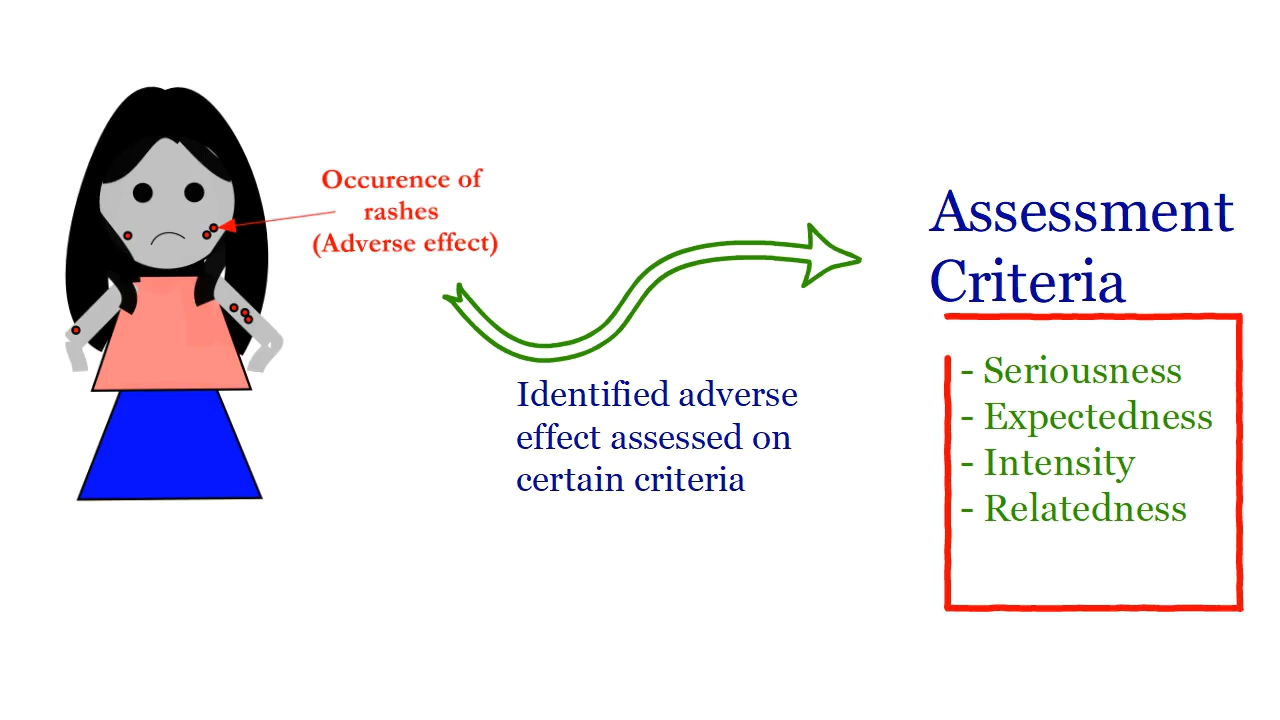 Occurence of
rashes
(Adverse effect)
Identified adverse
effect assessed on
certain criteria
Assessment
Criteria
- Seriousness
- Expectedness
- Intensity
- Relatedness